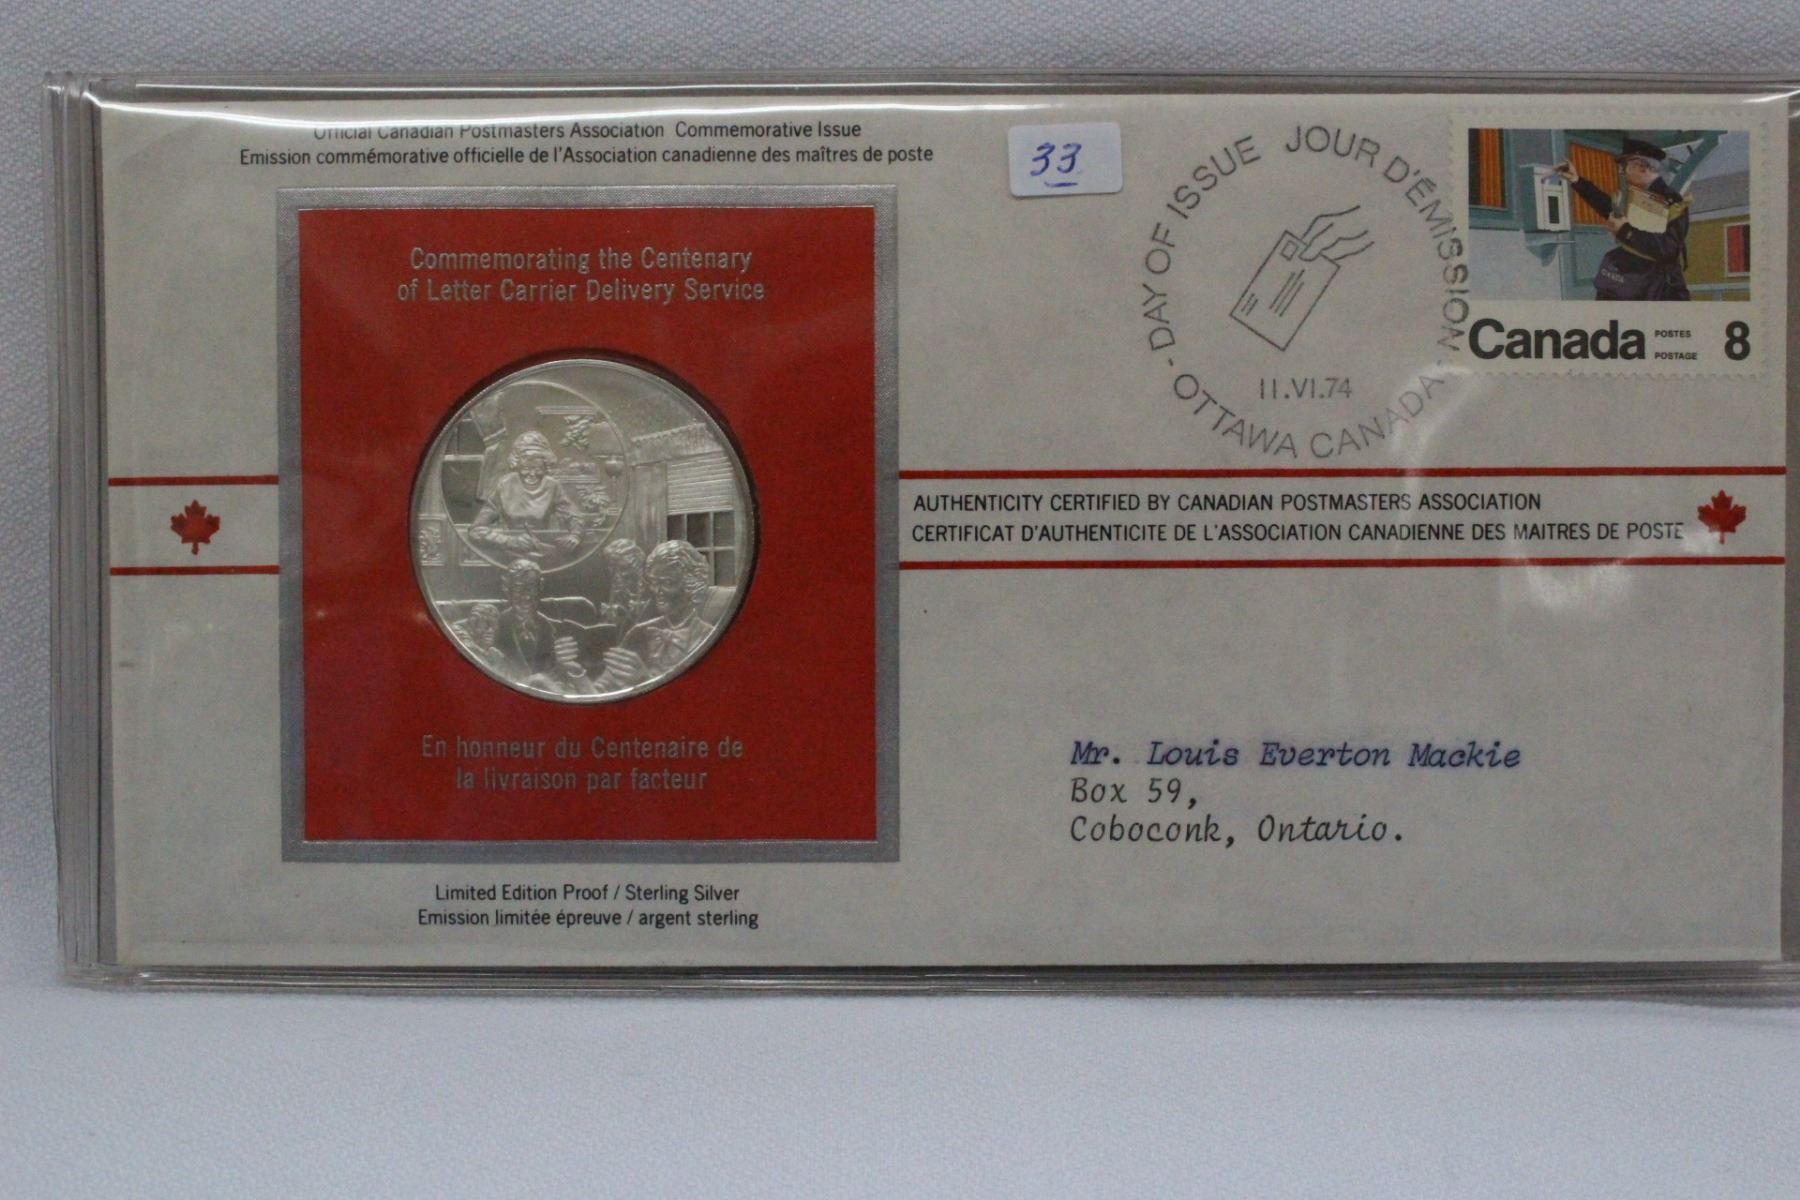 Official Canadian Postmasters Association Commemorative Issue
Emission commémorative officielle de l'Association canadienne des maîtres de poste
33
Commemorating the Centenary
of Letter Carrier Delivery Service
En honneur du Centenaire de
la livraison par facteur
Limited Edition Proof / Sterling Silver
Emission limitée épreuve / argent sterling
DAY OF ISSUE JOUR D'ÉMISSION
OTTAWA CANADA
11.VI.74
CANADA
Canada POSTES POSTAGE 8
AUTHENTICITY CERTIFIED BY CANADIAN POSTMASTERS ASSOCIATION
CERTIFICAT D'AUTHENTICITE DE L'ASSOCIATION CANADIENNE DES MAITRES DE POSTE
Mr. Louis Everton Mackie
Box 59,
Coboconk, Ontario.